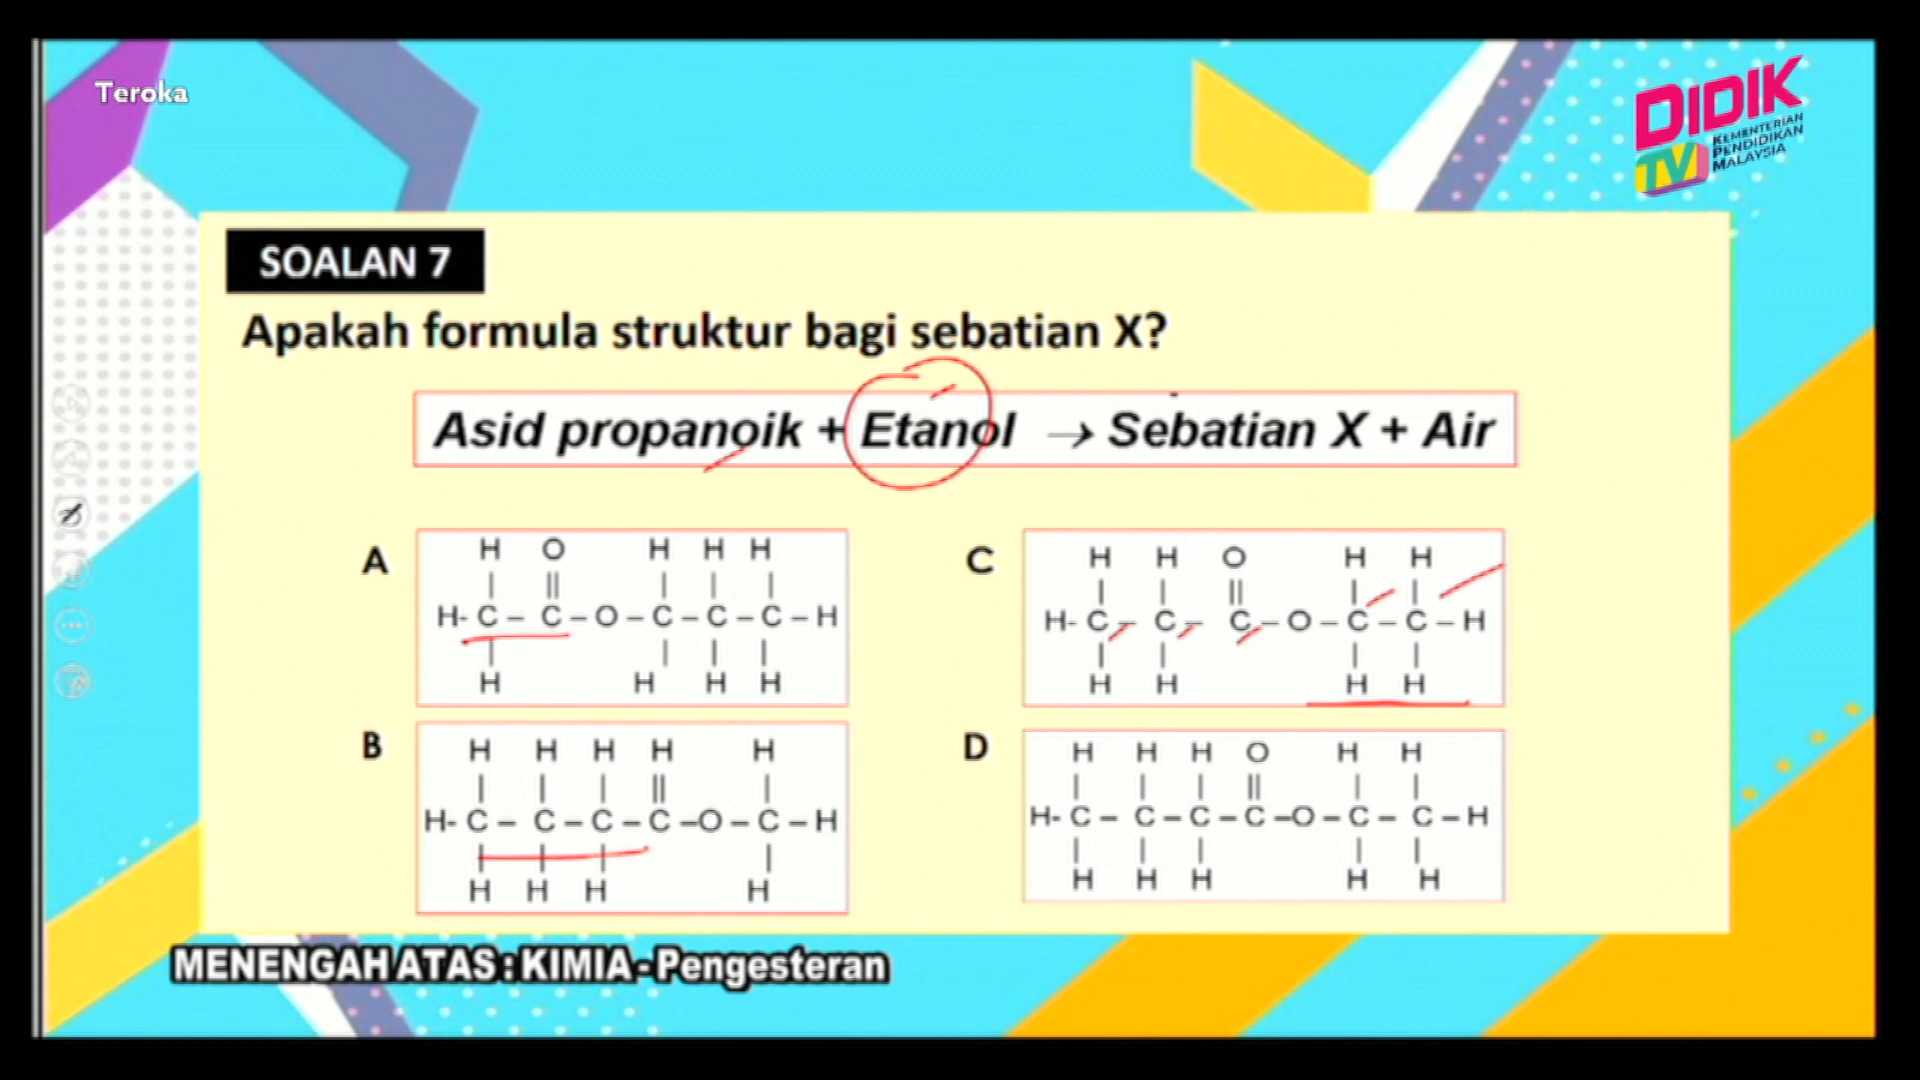 Teroka
DIDIK
TV
KEMENTERIAN
PENDIDIKAN
MALAYSIA
SOALAN 7
Apakah formula struktur bagi sebatian X?
Asid propanoik + Etanol → Sebatian X + Air
A
H O H H H
H- C - C - O - C - C - C - H
H H H H
B
H H H H H
H- C - C - C - C - O - C - H
H H H H
C
H H O H H
H- C - C - C - O - C - C - H
H H H H
D
H H H O H H
H- C - C - C - C - O - C - C - H
H H H H H
MENENGAH ATAS : KIMIA - Pengesteran